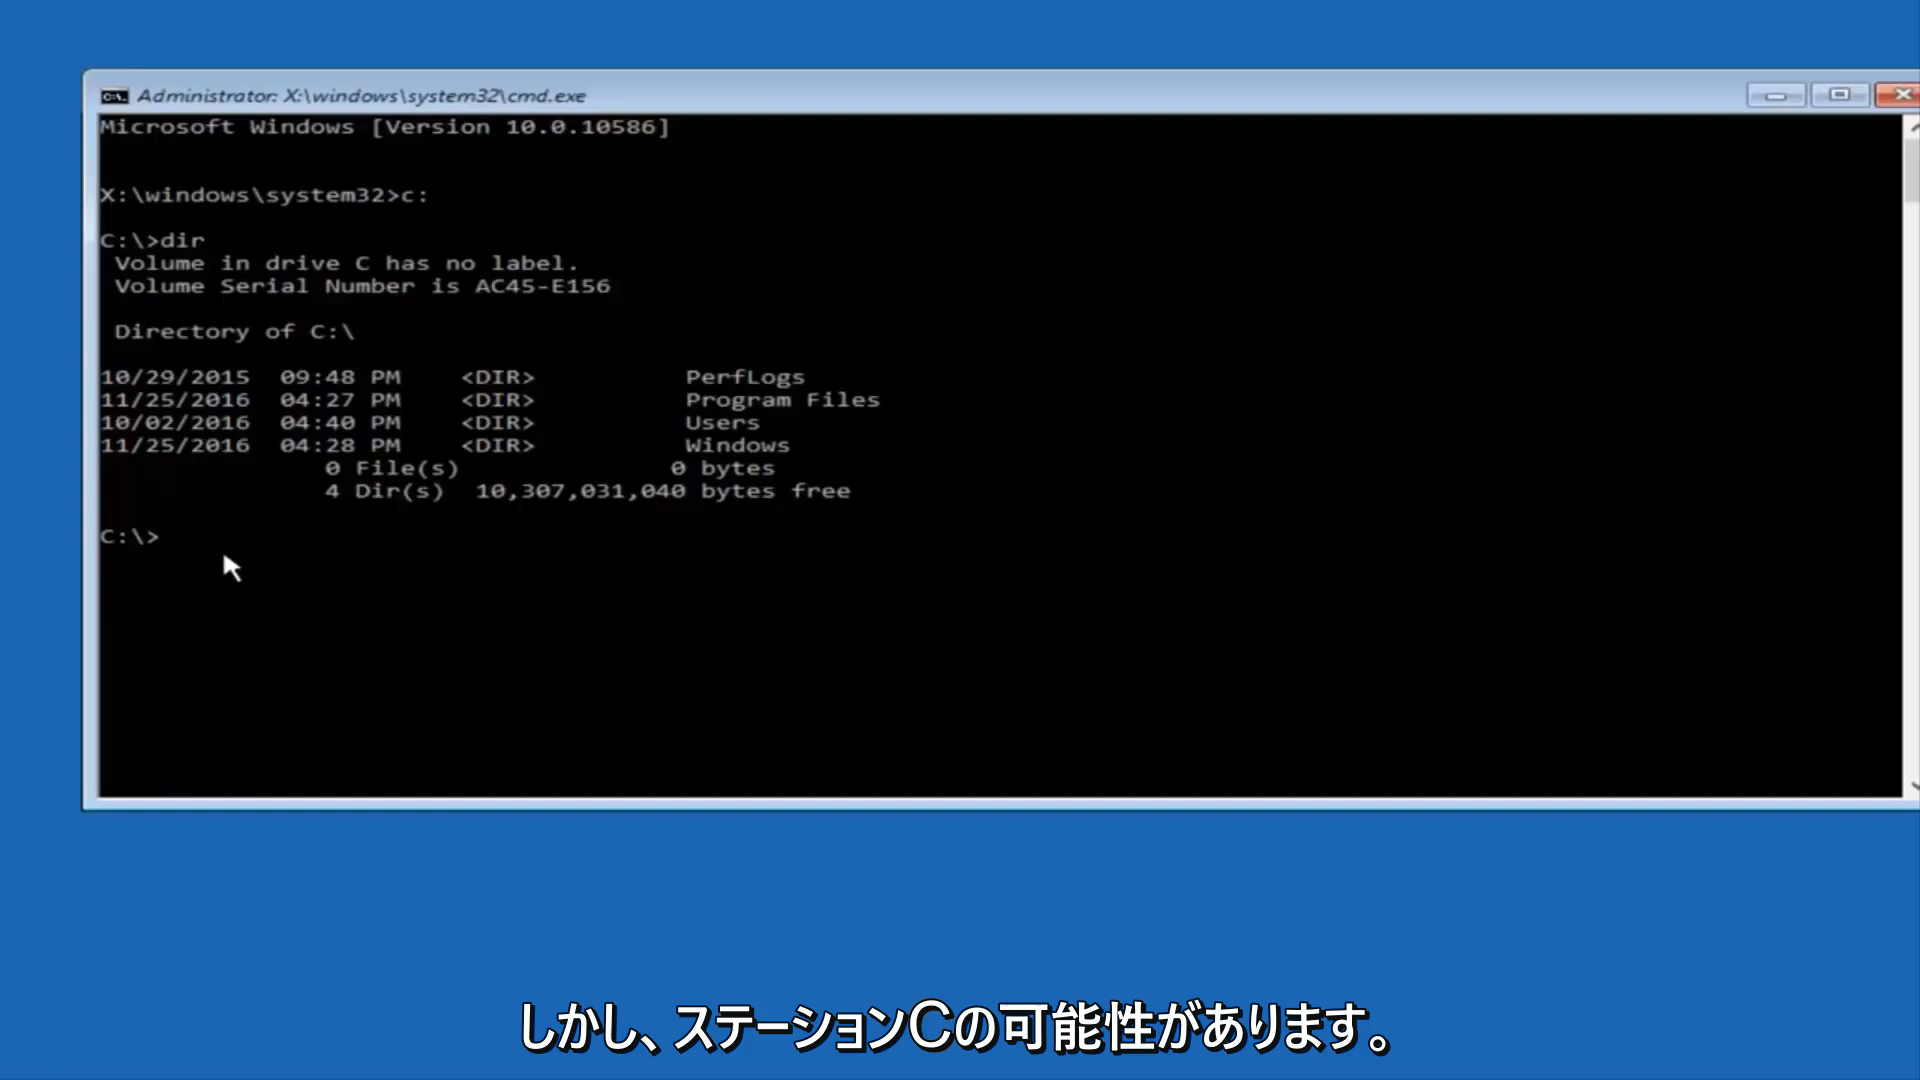 Administrator: X:\windows\system32\cmd.exe
Microsoft Windows [Version 10.0.10586]
X:\windows\system32>c:
C:\>dir
Volume in drive C has no label.
Volume Serial Number is AC45-E156
Directory of C:\
10/29/2015 09:48 PM <DIR> PerfLogs
11/25/2016 04:27 PM <DIR> Program Files
10/02/2016 04:40 PM <DIR> Users
11/25/2016 04:28 PM <DIR> Windows
0 File(s) 0 bytes
4 Dir(s) 10,307,031,040 bytes free
C:\>
しかし、ステーションCの可能性があります。